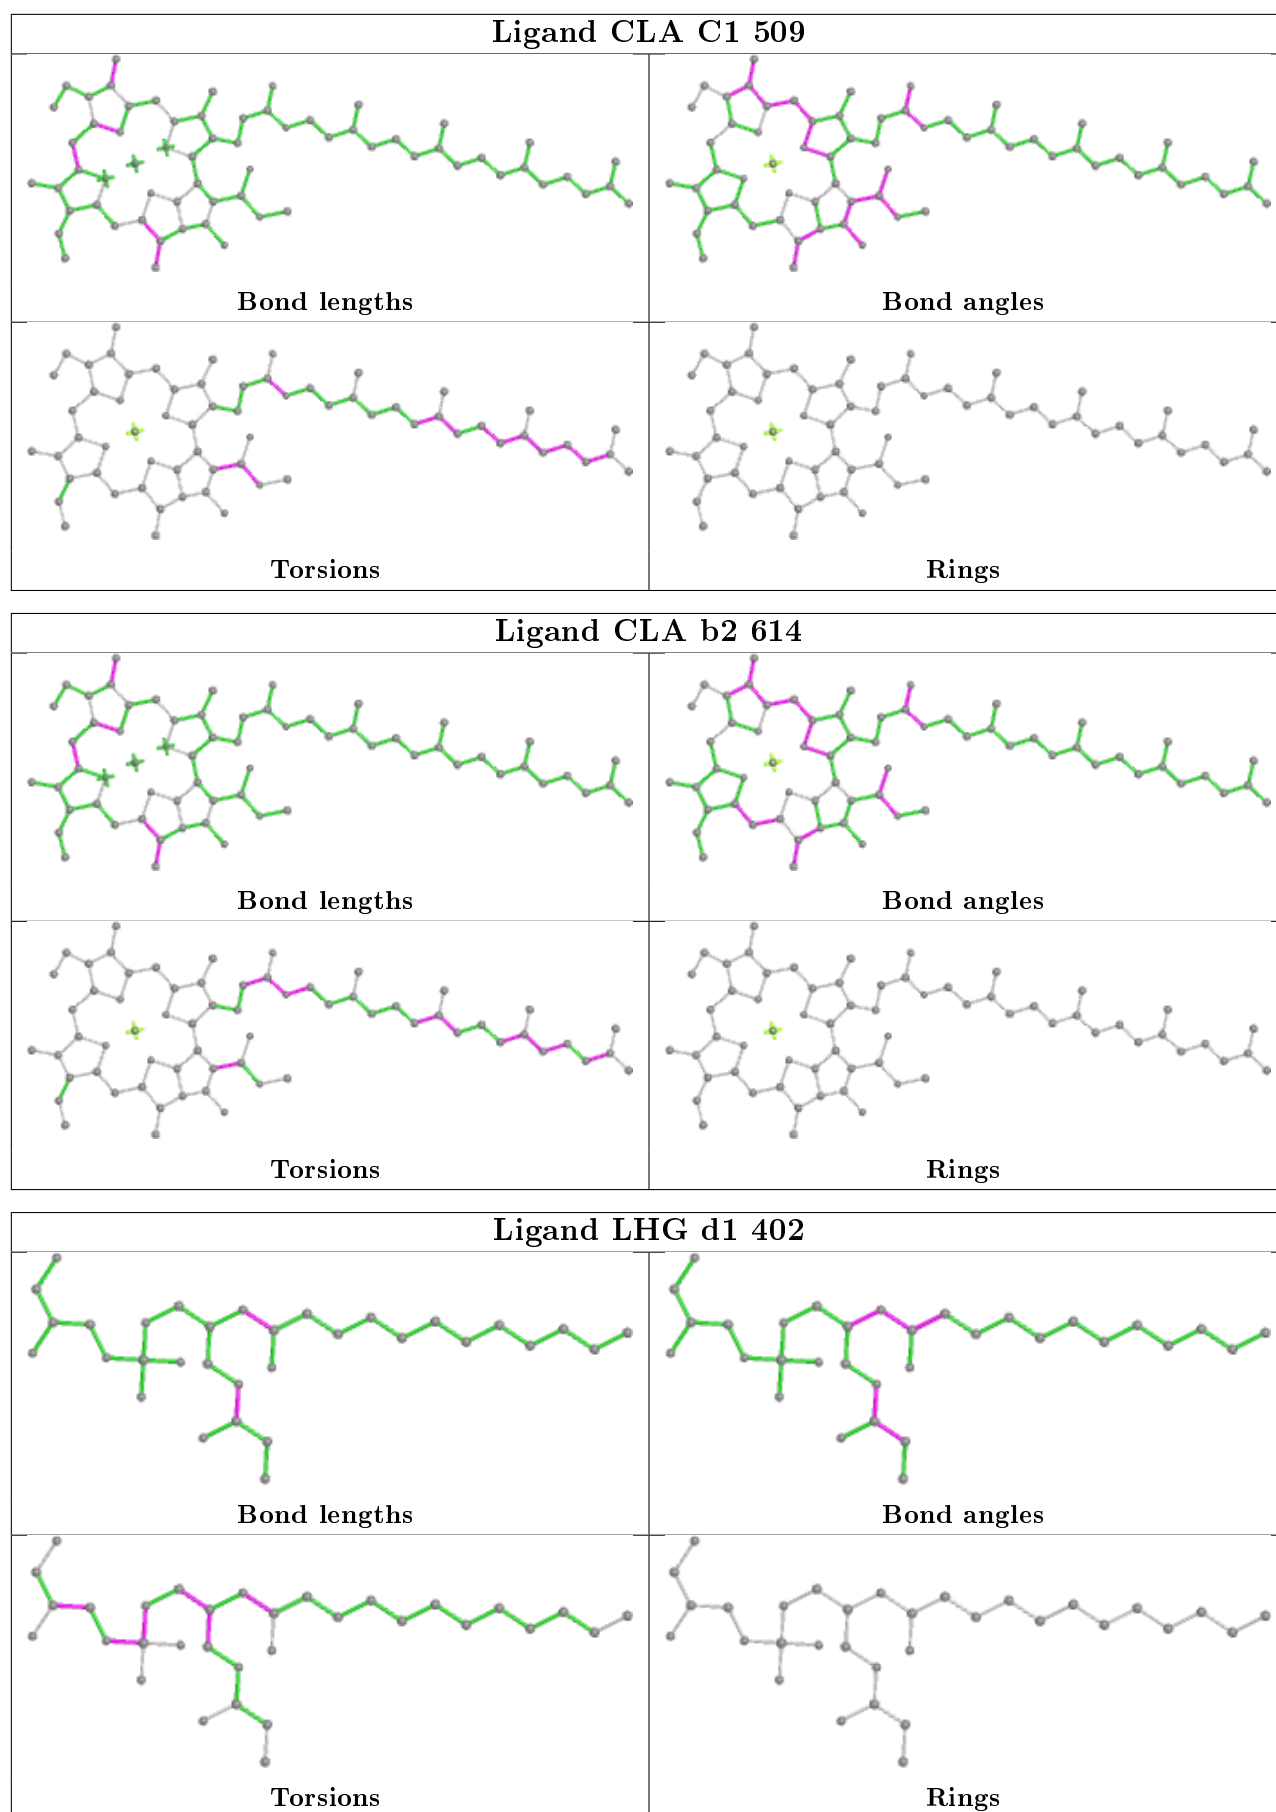 Ligand CLA C1 509
Bond lengths
Bond angles
Torsions
Rings
Ligand CLA b2 614
Bond lengths
Bond angles
Torsions
Rings
Ligand LHG d1 402
Bond lengths
Bond angles
Torsions
Rings